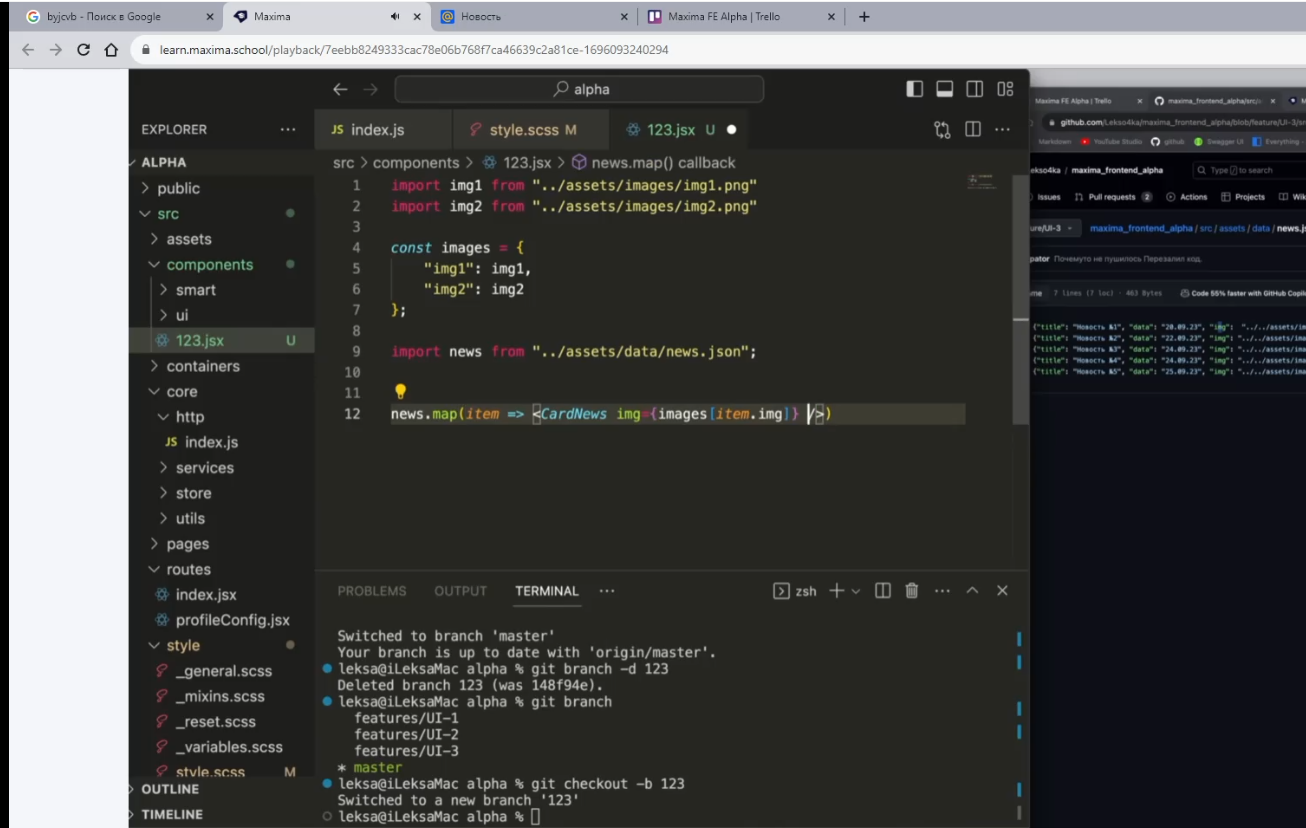 byjcvb - Поиск в Google
Maxima
Новость
Maxima FE Alpha | Trello
learn.maxima.school/playback/7eebb8249333cac78e06b768f7ca46639c2a81ce-1696093240294
alpha
EXPLORER
JS index.js
style.scss M
123.jsx U
ALPHA
src > components > 123.jsx > news.map() callback
public
src
assets
components
smart
ui
123.jsx U
containers
core
http
JS index.js
services
store
utils
pages
routes
index.jsx
profileConfig.jsx
style
_general.scss
_mixins.scss
_reset.scss
_variables.scss
style.scss M
OUTLINE
TIMELINE
1 import img1 from "../assets/images/img1.png"
2 import img2 from "../assets/images/img2.png"
3
4 const images = {
5 "img1": img1,
6 "img2": img2
7 };
8
9 import news from "../assets/data/news.json";
10
11
12 news.map(item => <CardNews img={images[item.img]} />)
PROBLEMS OUTPUT TERMINAL
zsh
Switched to branch 'master'
Your branch is up to date with 'origin/master'.
leksa@iLeksaMac alpha % git branch -d 123
Deleted branch 123 (was 148f94e).
leksa@iLeksaMac alpha % git branch
features/UI-1
features/UI-2
features/UI-3
* master
leksa@iLeksaMac alpha % git checkout -b 123
Switched to a new branch '123'
leksa@iLeksaMac alpha %
Maxima FE Alpha | Trello
maxima_frontend_alpha/src/
github.com/Lekso4ka/maxima_frontend_alpha/blob/feature/UI-3/sr
Markdown YouTube Studio github Swagger UI Everything -
ekso4ka / maxima_frontend_alpha
Type / to search
Issues Pull requests 2 Actions Projects Wik
ure/UI-3
maxima_frontend_alpha / src / assets / data / news.js
pator Почемуто не пушилось Перезалил код.
me 7 lines (7 loc) · 463 Bytes
Code 55% faster with GitHub Copil
{"title": "Новость №1", "data": "20.09.23", "img": "../../assets/ima
{"title": "Новость №2", "data": "22.09.23", "img": "../../assets/ima
{"title": "Новость №3", "data": "24.09.23", "img": "../../assets/ima
{"title": "Новость №4", "data": "24.09.23", "img": "../../assets/ima
{"title": "Новость №5", "data": "25.09.23", "img": "../../assets/ima